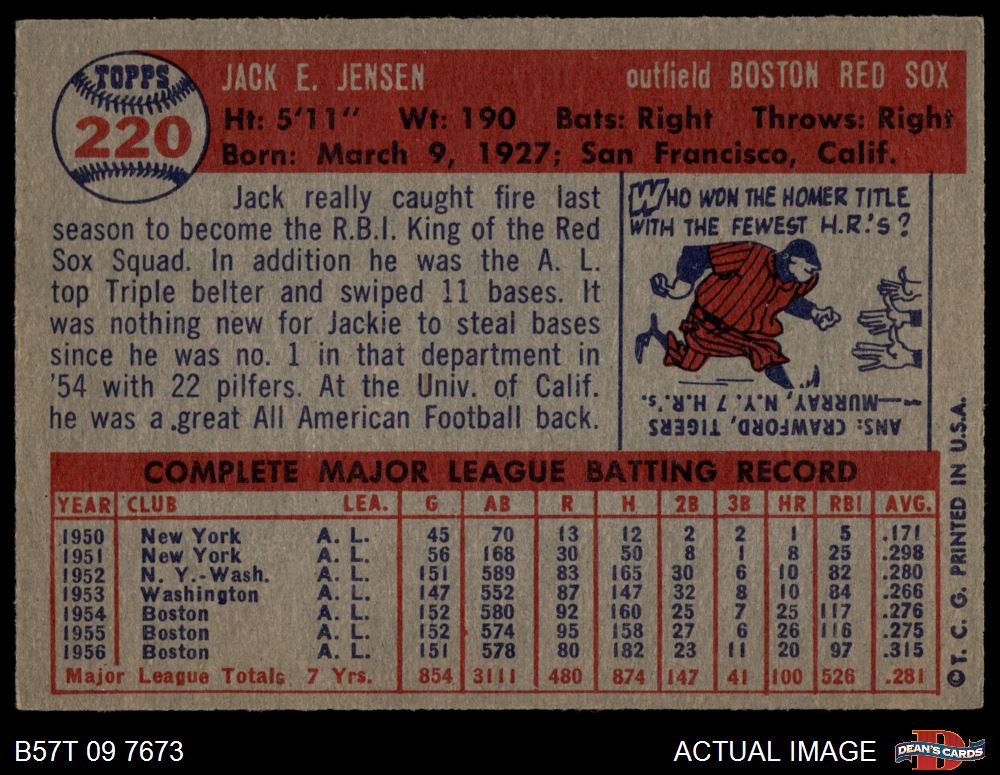 TOPPS
220
JACK E. JENSEN outfield BOSTON RED SOX
Ht: 5'11" Wt: 190 Bats: Right Throws: Right
Born: March 9, 1927; San Francisco, Calif.
Jack really caught fire last
season to become the R.B.I. King of the Red
Sox Squad. In addition he was the A. L.
top Triple belter and swiped 11 bases. It
was nothing new for Jackie to steal bases
since he was no. 1 in that department in
'54 with 22 pilfers. At the Univ. of Calif.
he was a great All American Football back.
WHO WON THE HOMER TITLE
WITH THE FEWEST H.R.'S?
ANS: CRAWFORD, TIGERS
—MURRAY, N.Y. 7 H.R.'s.
COMPLETE MAJOR LEAGUE BATTING RECORD
YEAR CLUB LEA. G AB R H 2B 3B HR RBI AVG.
1950 New York A. L. 45 70 13 12 2 2 1 5 .171
1951 New York A. L. 56 168 30 50 8 1 8 25 .298
1952 N. Y.-Wash. A. L. 151 589 83 165 30 6 10 82 .280
1953 Washington A. L. 147 552 87 147 32 8 10 84 .266
1954 Boston A. L. 152 580 92 160 25 7 25 117 .276
1955 Boston A. L. 152 574 95 158 27 6 26 116 .275
1956 Boston A. L. 151 578 80 182 23 11 20 97 .315
Major League Totals 7 Yrs. 854 3111 480 874 147 41 100 526 .281
©T. C. G. PRINTED IN U.S.A.
B57T 09 7673
ACTUAL IMAGE
DEAN'S CARDS